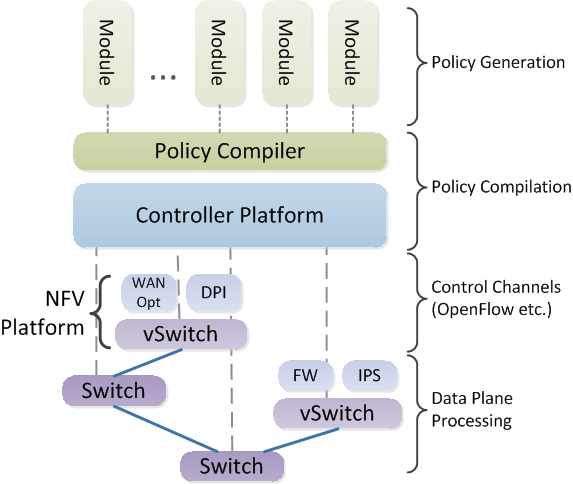 Module
...
Module
Module
Module
Policy Generation
Policy Compiler
Policy Compilation
Controller Platform
NFV
Platform
WAN
Opt
DPI
vSwitch
Control Channels
(OpenFlow etc.)
Switch
FW
IPS
vSwitch
Data Plane
Processing
Switch